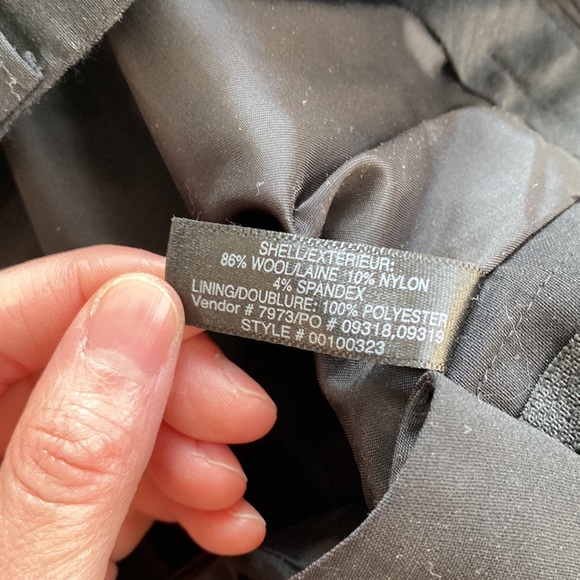 SHELL/EXTERIEUR:
86% WOOL/LAINE 10% NYLON
4% SPANDEX
LINING/DOUBLURE: 100% POLYESTER
Vendor # 7973/PO # 09318,09319
STYLE # 00100323